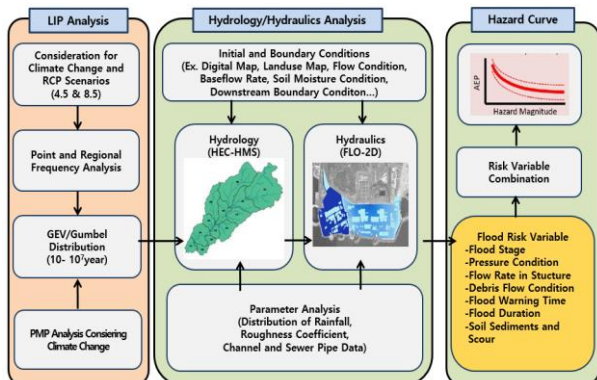 LIP Analysis
Consideration for
Climate Change and
RCP Scenarios
(4.5 & 8.5)
Point and Regional
Frequency Analysis
GEV/Gumbel
Distribution
(10- 10⁷year)
PMP Analysis Consiering
Climate Change
Hydrology/Hydraulics Analysis
Initial and Boundary Conditions
(Ex. Digital Map, Landuse Map, Flow Condition,
Baseflow Rate, Soil Moisture Condition,
Downstream Boundary Conditon...)
Hydrology
(HEC-HMS)
Hydraulics
(FLO-2D)
Parameter Analysis
(Distribution of Rainfall,
Roughness Coefficient,
Channel and Sewer Pipe Data)
Hazard Curve
AEP
Hazard Magnitude
Risk Variable
Combination
Flood Risk Variable
-Flood Stage
-Pressure Condition
-Flow Rate in Stucture
-Debris Flow Condition
-Flood Warning Time
-Flood Duration
-Soil Sediments and
Scour